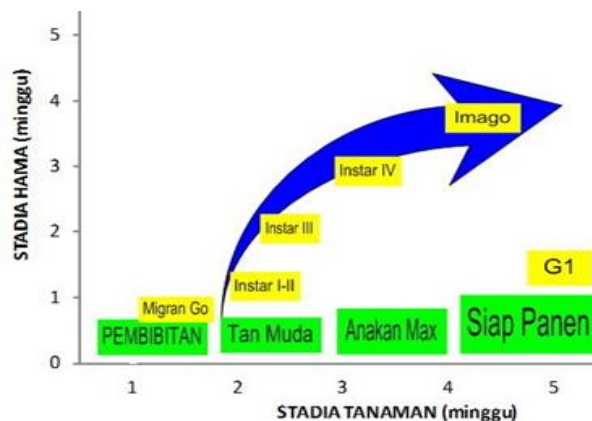 STADIA HAMA (minggu)
5
4
3
2
1
0
Imago
Instar IV
Instar III
Instar I-II
G1
Migran Go
PEMBIBITAN
Tan Muda
Anakan Max
Siap Panen
1
2
3
4
5
STADIA TANAMAN (minggu)